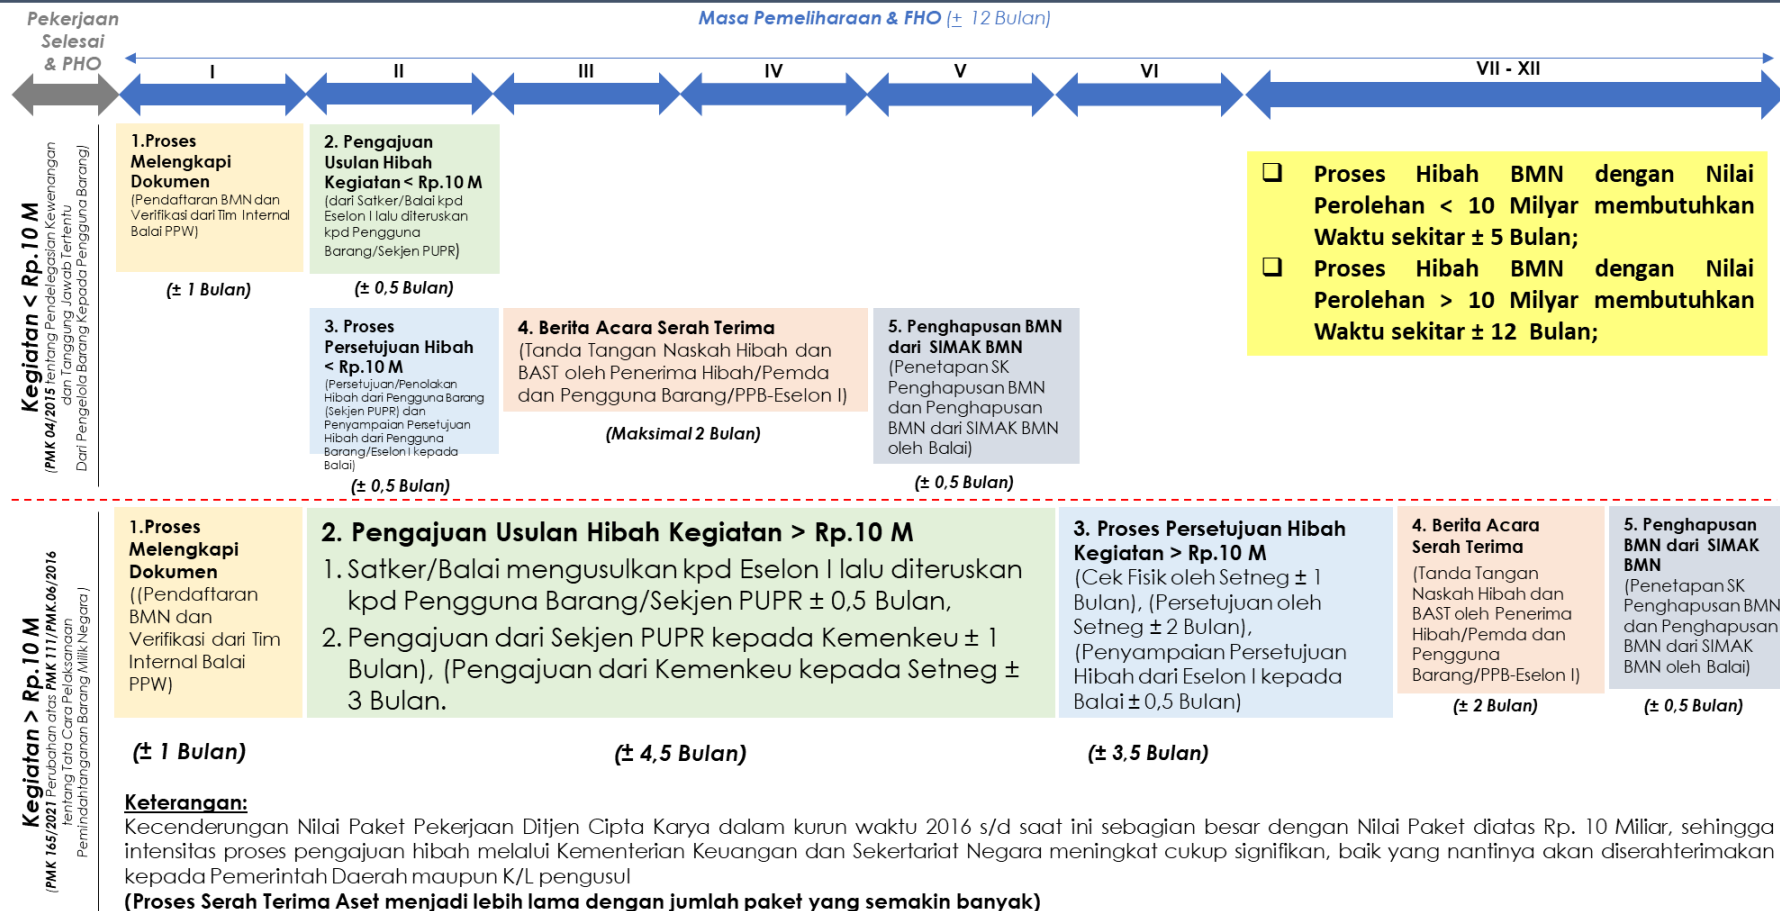 Pekerjaan
Selesai
& PHO
Masa Pemeliharaan & FHO (± 12 Bulan)
I
II
III
IV
V
VI
VII - XII
Kegiatan < Rp.10 M
(PMK 04/2015 tentang Pendelegasian Kewenangan
dan Tanggung Jawab Tertentu
Dari Pengelola Barang Kepada Pengguna Barang)
1.Proses
Melengkapi
Dokumen
(Pendaftaran BMN dan
Verifikasi dari Tim Internal
Balai PPW)
(± 1 Bulan)
2. Pengajuan
Usulan Hibah
Kegiatan < Rp.10 M
(dari Satker/Balai kpd
Eselon I lalu diteruskan
kpd Pengguna
Barang/Sekjen PUPR)
(± 0,5 Bulan)
3. Proses
Persetujuan Hibah
< Rp.10 M
(Persetujuan/Penolakan
Hibah dari Pengguna Barang
(Sekjen PUPR) dan
Penyampaian Persetujuan
Hibah dari Pengguna
Barang/Eselon I kepada
Balai)
(± 0,5 Bulan)
4. Berita Acara Serah Terima
(Tanda Tangan Naskah Hibah dan
BAST oleh Penerima Hibah/Pemda
dan Pengguna Barang/PPB-Eselon I)
(Maksimal 2 Bulan)
5. Penghapusan BMN
dari SIMAK BMN
(Penetapan SK
Penghapusan BMN
dan Penghapusan
BMN dari SIMAK BMN
oleh Balai)
(± 0,5 Bulan)
❑ Proses Hibah BMN dengan Nilai
Perolehan < 10 Milyar membutuhkan
Waktu sekitar ± 5 Bulan;
❑ Proses Hibah BMN dengan Nilai
Perolehan > 10 Milyar membutuhkan
Waktu sekitar ± 12 Bulan;
Kegiatan > Rp.10 M
(PMK 165/2021 Perubahan atas PMK 111/PMK.06/2016
tentang Tata Cara Pelaksanaan
Pemindahtanganan Barang Milik Negara)
1.Proses
Melengkapi
Dokumen
((Pendaftaran
BMN dan
Verifikasi dari Tim
Internal Balai
PPW)
(± 1 Bulan)
2. Pengajuan Usulan Hibah Kegiatan > Rp.10 M
1. Satker/Balai mengusulkan kpd Eselon I lalu diteruskan
kpd Pengguna Barang/Sekjen PUPR ± 0,5 Bulan,
2. Pengajuan dari Sekjen PUPR kepada Kemenkeu ± 1
Bulan), (Pengajuan dari Kemenkeu kepada Setneg ±
3 Bulan.
(± 4,5 Bulan)
3. Proses Persetujuan Hibah
Kegiatan > Rp.10 M
(Cek Fisik oleh Setneg ± 1
Bulan), (Persetujuan oleh
Setneg ± 2 Bulan),
(Penyampaian Persetujuan
Hibah dari Eselon I kepada
Balai ± 0,5 Bulan)
(± 3,5 Bulan)
4. Berita Acara
Serah Terima
(Tanda Tangan
Naskah Hibah dan
BAST oleh Penerima
Hibah/Pemda dan
Pengguna
Barang/PPB-Eselon I)
(± 2 Bulan)
5. Penghapusan
BMN dari SIMAK
BMN
(Penetapan SK
Penghapusan BMN
dan Penghapusan
BMN dari SIMAK
BMN oleh Balai)
(± 0,5 Bulan)
Keterangan:
Kecenderungan Nilai Paket Pekerjaan Ditjen Cipta Karya dalam kurun waktu 2016 s/d saat ini sebagian besar dengan Nilai Paket diatas Rp. 10 Miliar, sehingga
intensitas proses pengajuan hibah melalui Kementerian Keuangan dan Sekertariat Negara meningkat cukup signifikan, baik yang nantinya akan diserahterimakan
kepada Pemerintah Daerah maupun K/L pengusul
(Proses Serah Terima Aset menjadi lebih lama dengan jumlah paket yang semakin banyak)